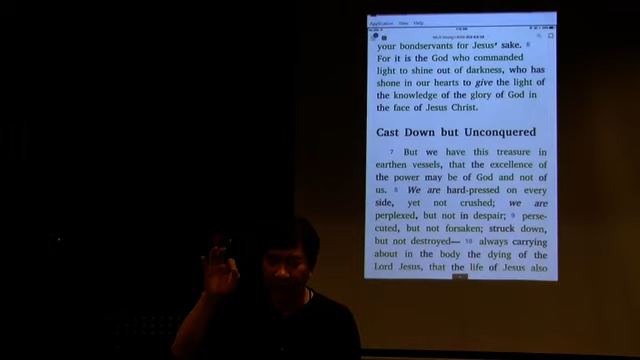 Application View Help
your bondservants for Jesus' sake. 6
For it is the God who commanded
light to shine out of darkness, who has
shone in our hearts to give the light of
the knowledge of the glory of God in
the face of Jesus Christ.
Cast Down but Unconquered
7 But we have this treasure in
earthen vessels, that the excellence of
the power may be of God and not of
us. 8 We are hard-pressed on every
side, yet not crushed; we are
perplexed, but not in despair; 9 perse-
cuted, but not forsaken; struck down,
but not destroyed— 10 always carrying
about in the body the dying of the
Lord Jesus, that the life of Jesus also